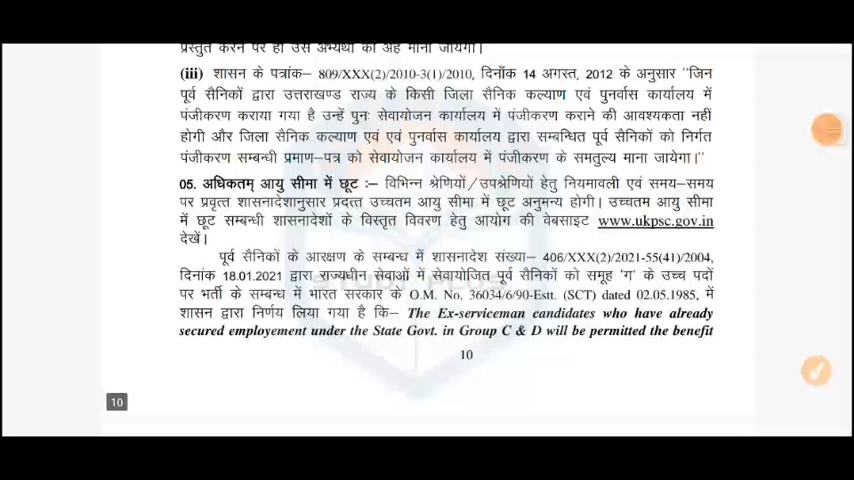 प्रस्तुत करने पर ही उस अभ्यर्थी को अर्ह माना जायेगा।
(iii) शासन के पत्रांक– 809/XXX(2)/2010-3(1)/2010, दिनाँक 14 अगस्त, 2012 के अनुसार "जिन
पूर्व सैनिकों द्वारा उत्तराखण्ड राज्य के किसी जिला सैनिक कल्याण एवं पुनर्वास कार्यालय में
पंजीकरण कराया गया है उन्हें पुनः सेवायोजन कार्यालय में पंजीकरण कराने की आवश्यकता नहीं
होगी और जिला सैनिक कल्याण एवं एवं पुनर्वास कार्यालय द्वारा सम्बन्धित पूर्व सैनिकों को निर्गत
पंजीकरण सम्बन्धी प्रमाण–पत्र को सेवायोजन कार्यालय में पंजीकरण के समतुल्य माना जायेगा।"
05. अधिकतम् आयु सीमा में छूट :– विभिन्न श्रेणियों/उपश्रेणियों हेतु नियमावली एवं समय–समय
पर प्रवृत्त शासनादेशानुसार प्रदत्त उच्चतम आयु सीमा में छूट अनुमन्य होगी। उच्चतम आयु सीमा
में छूट सम्बन्धी शासनादेशों के विस्तृत विवरण हेतु आयोग की वेबसाइट www.ukpsc.gov.in
देखें।
पूर्व सैनिकों के आरक्षण के सम्बन्ध में शासनादेश संख्या– 406/XXX(2)/2021-55(41)/2004,
दिनांक 18.01.2021 द्वारा राज्यधीन सेवाओं में सेवायोजित पूर्व सैनिकों को समूह 'ग' के उच्च पदों
पर भर्ती के सम्बन्ध में भारत सरकार के O.M. No. 36034/6/90-Estt. (SCT) dated 02.05.1985, में
शासन द्वारा निर्णय लिया गया है कि– The Ex-serviceman candidates who have already
secured employement under the State Govt. in Group C & D will be permitted the benefit
10
10